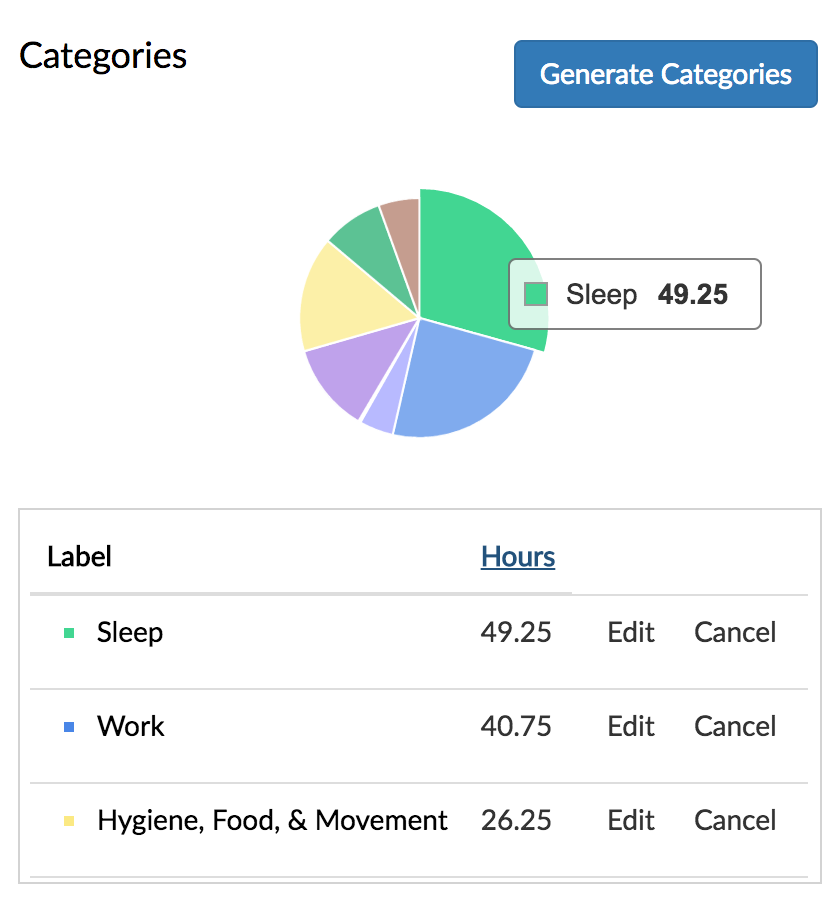 Categories
Generate Categories
Sleep 49.25
Label Hours
Sleep 49.25 Edit Cancel
Work 40.75 Edit Cancel
Hygiene, Food, & Movement 26.25 Edit Cancel